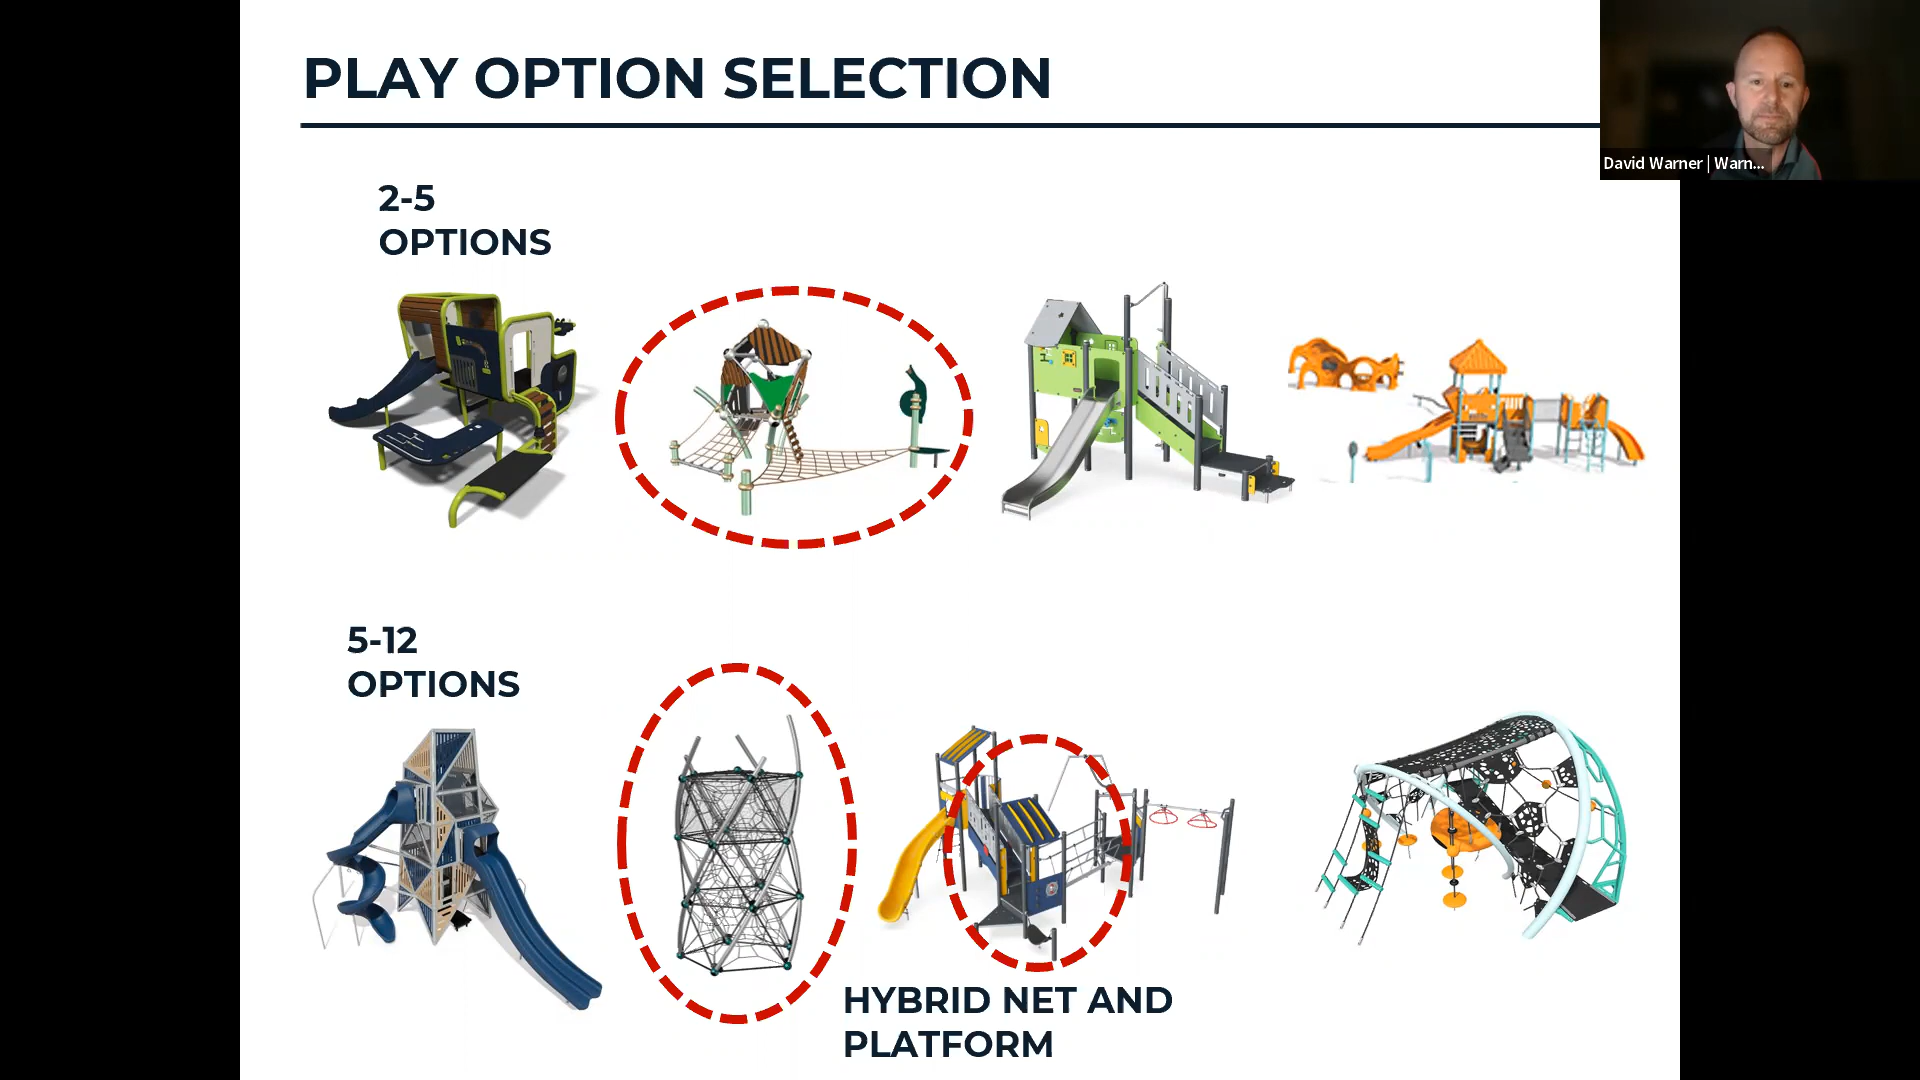 PLAY OPTION SELECTION
David Warner | Warn...
2-5
OPTIONS
5-12
OPTIONS
HYBRID NET AND
PLATFORM